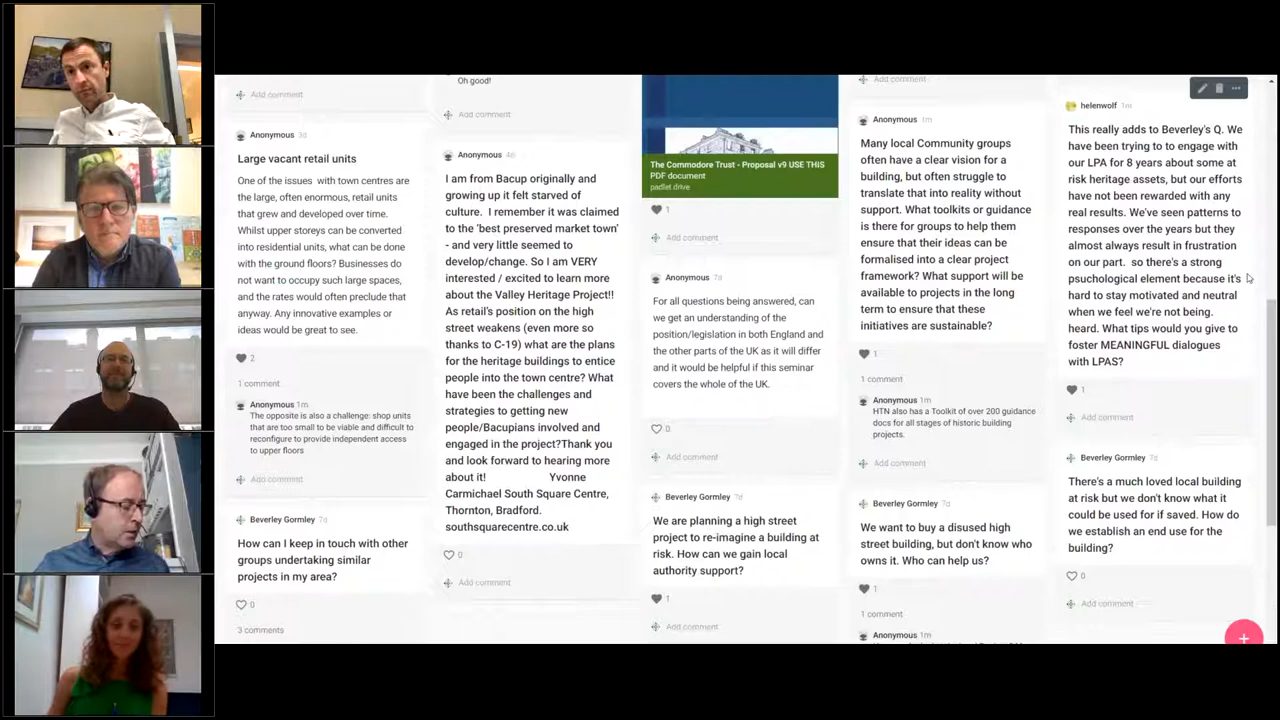 Add comment
Anonymous 3d
Large vacant retail units
One of the issues with town centres are
the large, often enormous, retail units
that grew and developed over time.
Whilst upper storeys can be converted
into residential units, what can be done
with the ground floors? Businesses do
not want to occupy such large spaces,
and the rates would often preclude that
anyway. Any innovative examples or
ideas would be great to see.
2
1 comment
Anonymous 1m
The opposite is also a challenge: shop units
that are too small to be viable and difficult to
reconfigure to provide independent access
to upper floors
Add comment
Beverley Gormley 7d
How can I keep in touch with other
groups undertaking similar
projects in my area?
0
3 comments
Oh good!
Add comment
Anonymous 4d
I am from Bacup originally and
growing up it felt starved of
culture. I remember it was claimed
to the 'best preserved market town'
- and very little seemed to
develop/change. So I am VERY
interested / excited to learn more
about the Valley Heritage Project!!
As retail's position on the high
street weakens (even more so
thanks to C-19) what are the plans
for the heritage buildings to entice
people into the town centre? What
have been the challenges and
strategies to getting new
people/Bacupians involved and
engaged in the project?Thank you
and look forward to hearing more
about it! Yvonne
Carmichael South Square Centre,
Thornton, Bradford.
southsquarecentre.co.uk
0
Add comment
The Commodore Trust - Proposal v9 USE THIS
PDF document
padlet drive
1
Add comment
Anonymous 7d
For all questions being answered, can
we get an understanding of the
position/legislation in both England and
the other parts of the UK as it will differ
and it would be helpful if this seminar
covers the whole of the UK.
0
Add comment
Beverley Gormley 7d
We are planning a high street
project to re-imagine a building at
risk. How can we gain local
authority support?
1
Add comment
Add comment
Anonymous 1m
Many local Community groups
often have a clear vision for a
building, but often struggle to
translate that into reality without
support. What toolkits or guidance
is there for groups to help them
ensure that their ideas can be
formalised into a clear project
framework? What support will be
available to projects in the long
term to ensure that these
initiatives are sustainable?
1
1 comment
Anonymous 1m
HTN also has a Toolkit of over 200 guidance
docs for all stages of historic building
projects.
Add comment
Beverley Gormley 7d
We want to buy a disused high
street building, but don't know who
owns it. Who can help us?
1
1 comment
Anonymous 1m
helenwolf 1m
This really adds to Beverley's Q. We
have been trying to to engage with
our LPA for 8 years about some at
risk heritage assets, but our efforts
have not been rewarded with any
real results. We've seen patterns to
responses over the years but they
almost always result in frustration
on our part. so there's a strong
psuchological element because it's
hard to stay motivated and neutral
when we feel we're not being.
heard. What tips would you give to
foster MEANINGFUL dialogues
with LPAS?
1
Add comment
Beverley Gormley 7d
There's a much loved local building
at risk but we don't know what it
could be used for if saved. How do
we establish an end use for the
building?
0
Add comment